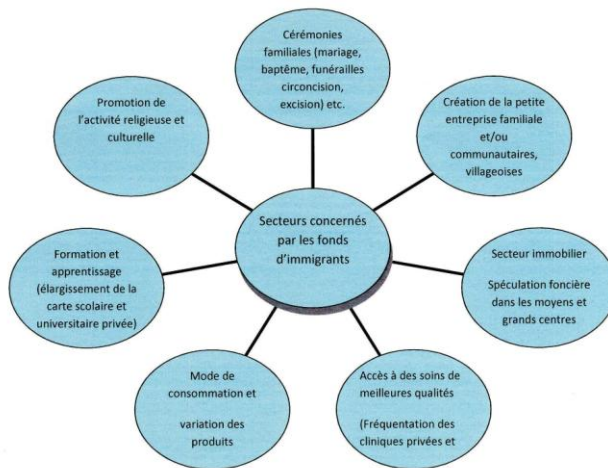 Cérémonies
familiales (mariage,
baptême, funérailles
circoncision,
excision) etc.
Promotion de
l'activité religieuse et
culturelle
Création de la petite
entreprise familiale
et/ou
communautaires,
villageoises
Secteurs concernés
par les fonds
d'immigrants
Formation et
apprentissage
(élargissement de la
carte scolaire et
universitaire privée)
Secteur immobilier
Spéculation foncière
dans les moyens et
grands centres
Mode de
consommation et
variation des
produits
Accès à des soins de
meilleures qualités
(Fréquentation des
cliniques privées et